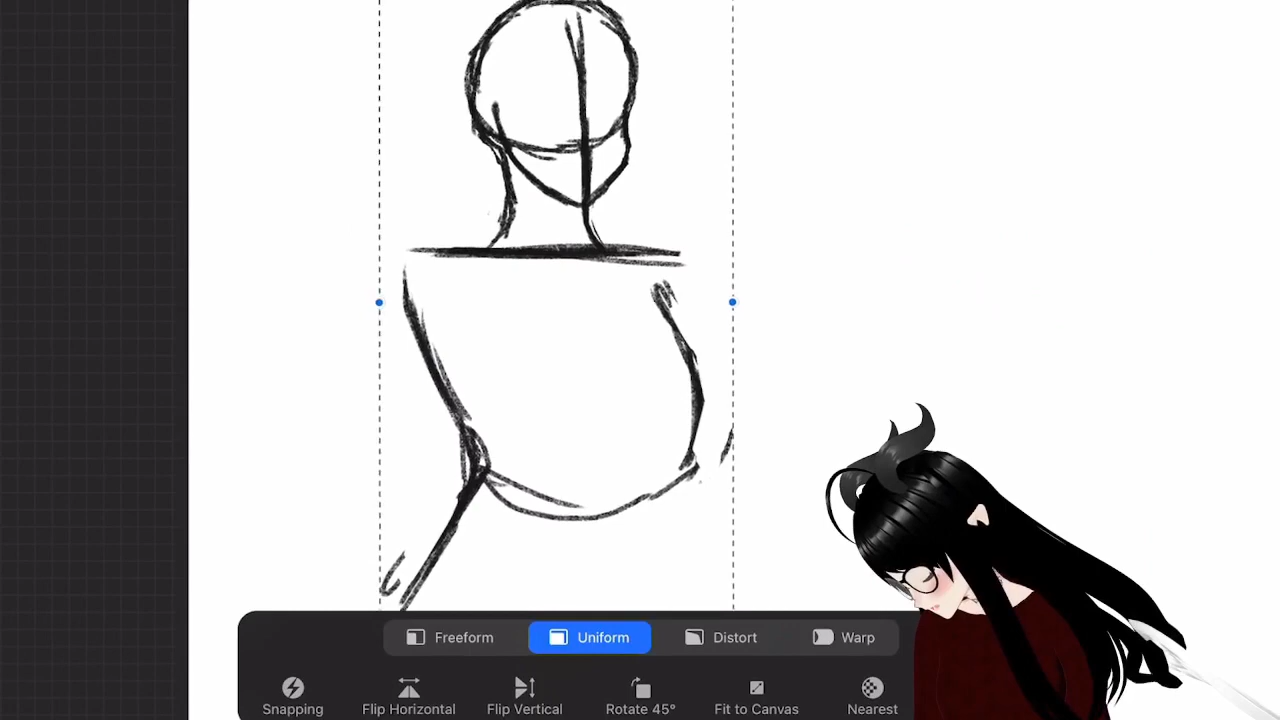 Freeform Uniform Distort Warp
Snapping Flip Horizontal Flip Vertical Rotate 45° Fit to Canvas Nearest